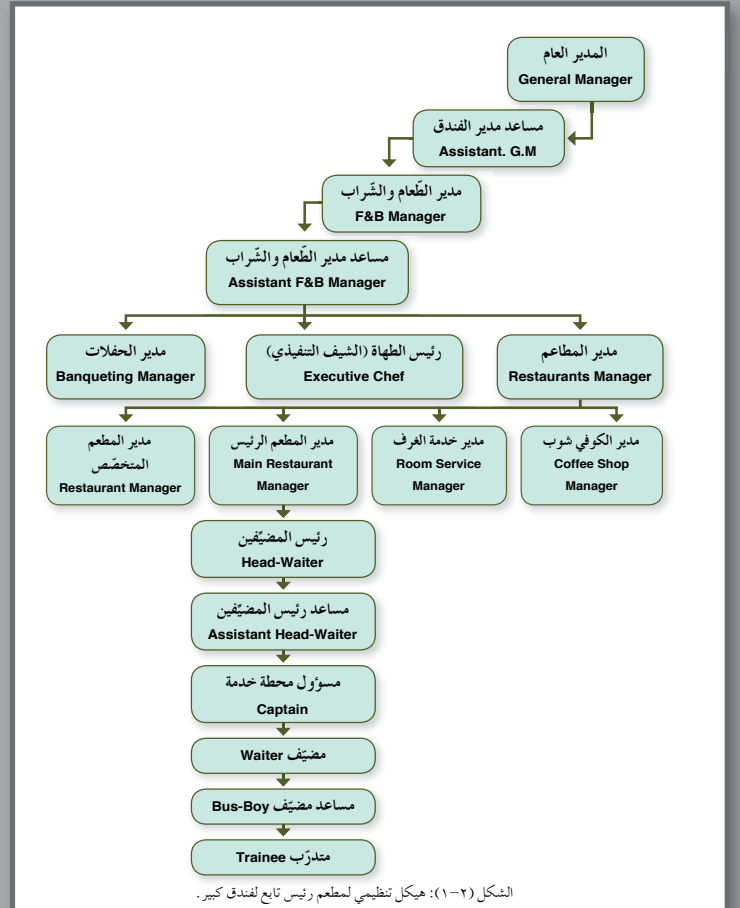 المدير العام
General Manager
مساعد مدير الفندق
Assistant. G.M
مدير الطّعام والشّراب
F&B Manager
مساعد مدير الطّعام والشّراب
Assistant F&B Manager
مدير المطاعم
Restaurants Manager
رئيس الطهاة (الشيف التنفيذي)
Executive Chef
مدير الحفلات
Banqueting Manager
مدير الكوفي شوب
Coffee Shop
Manager
مدير خدمة الغرف
Room Service
Manager
مدير المطعم الرئيس
Main Restaurant
Manager
مدير المطعم
المتخصّص
Restaurant Manager
رئيس المضيّفين
Head-Waiter
مساعد رئيس المضيّفين
Assistant Head-Waiter
مسوؤل محطة خدمة
Captain
مضيّف Waiter
مساعد مضيّف Bus-Boy
متدرّب Trainee
الشكل (٢-١): هيكل تنظيمي لمطعم رئيس تابع لفندق كبير.